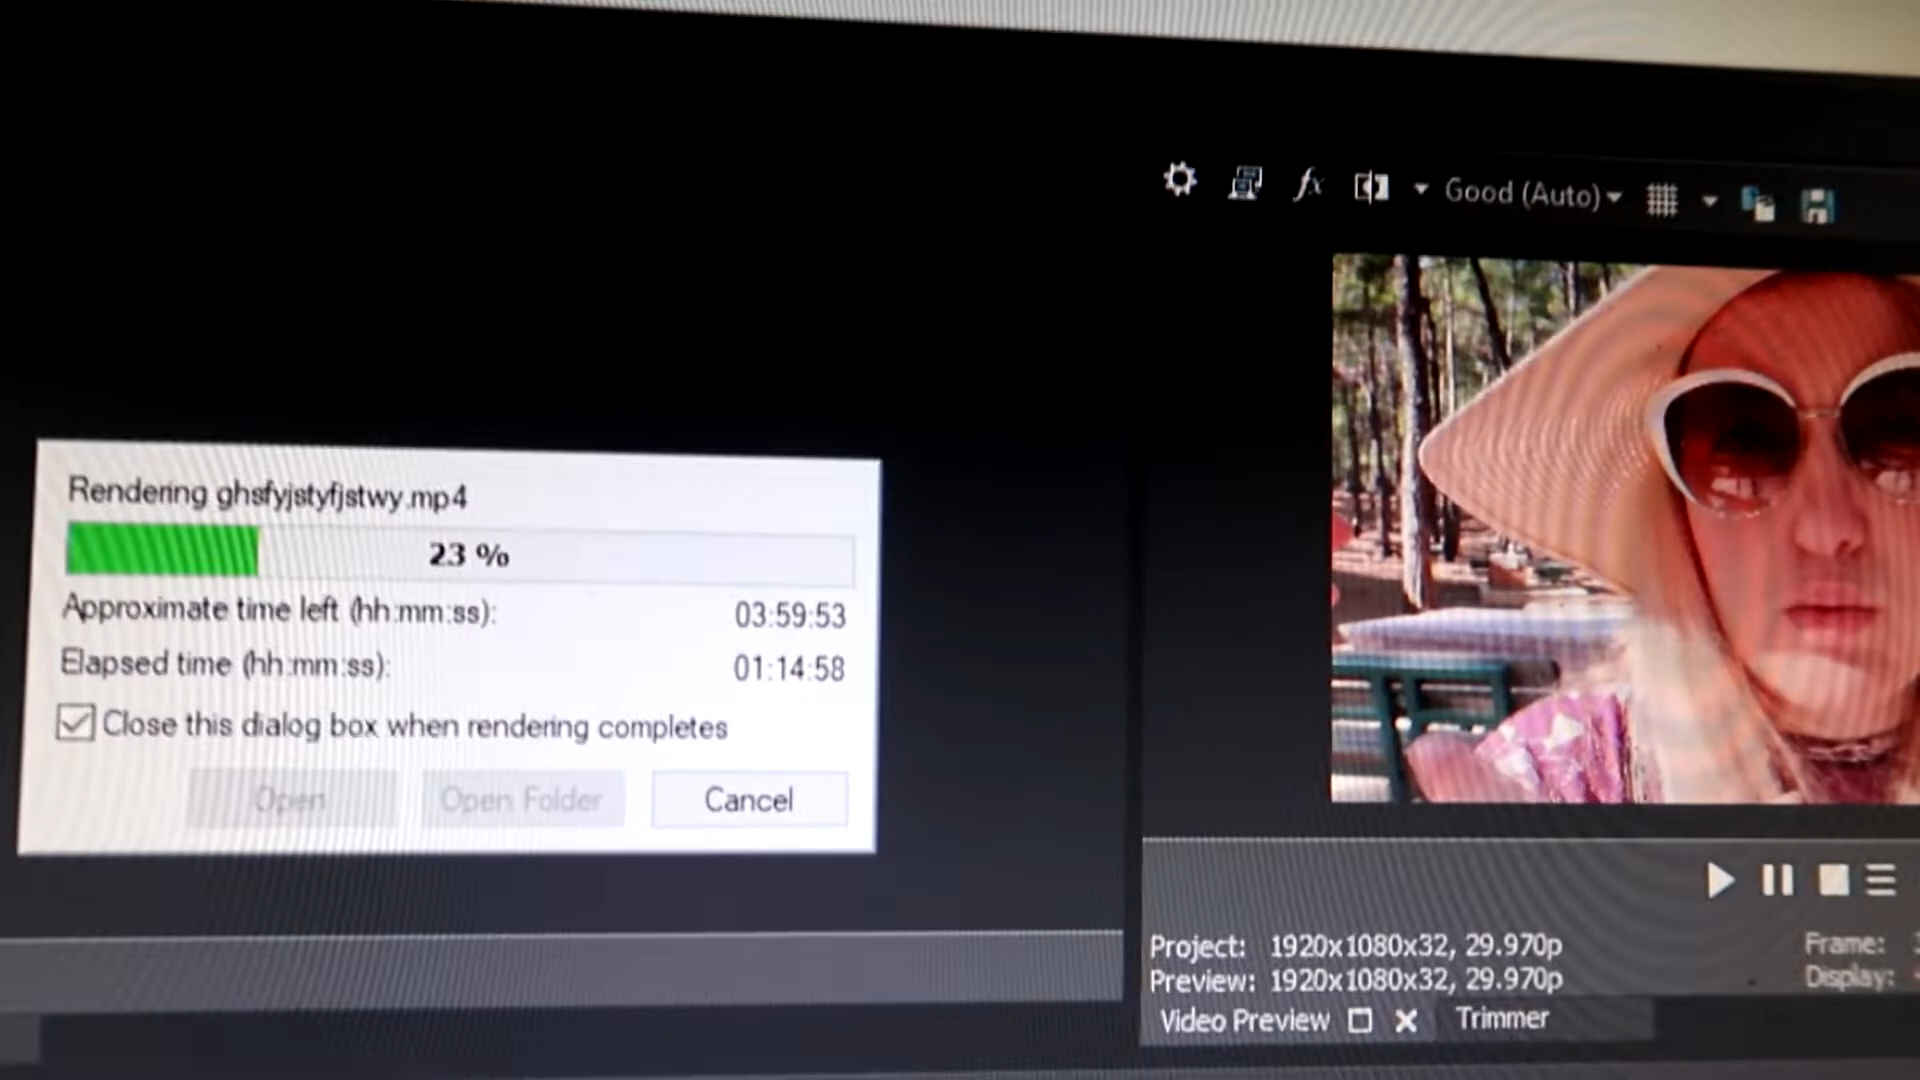 fx Good (Auto)
Rendering ghsfyjstyfjstwy.mp4
23 %
Approximate time left (hh:mm:ss): 03:59:53
Elapsed time (hh:mm:ss): 01:14:58
Close this dialog box when rendering completes
Open Open Folder Cancel
Project: 1920x1080x32, 29.970p Frame:
Preview: 1920x1080x32, 29.970p Display:
Video Preview Trimmer